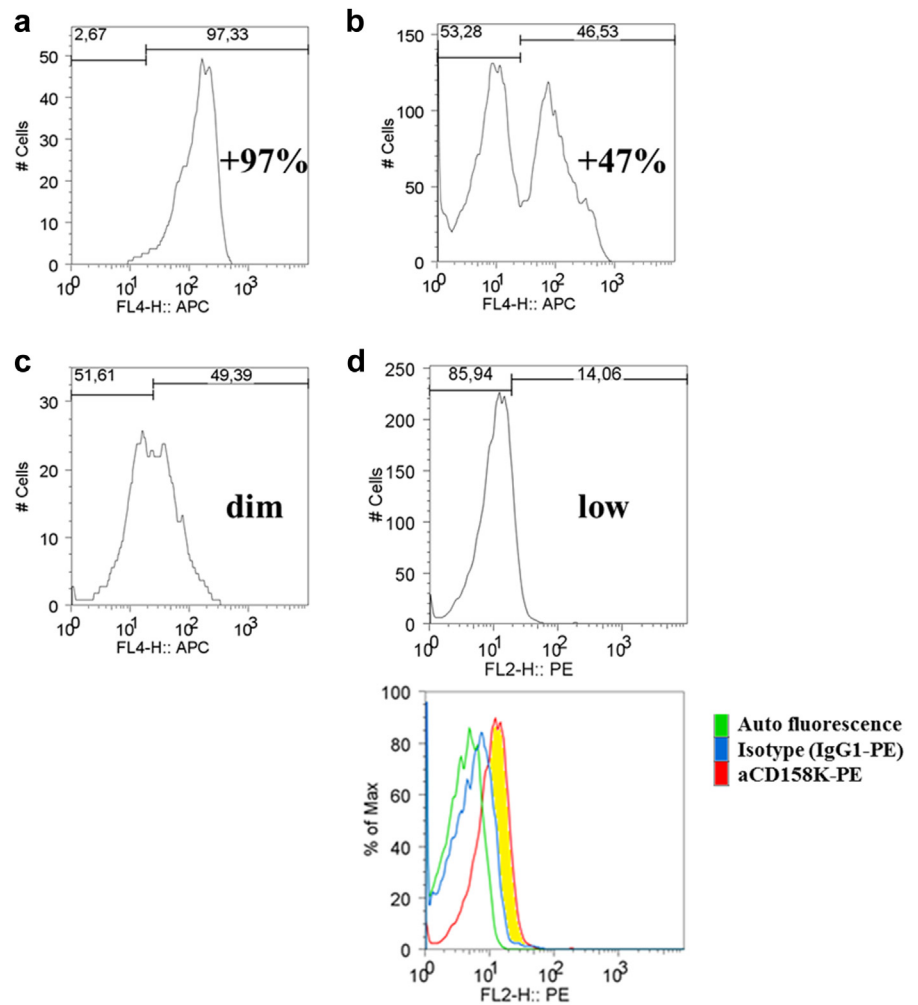 a
2,67 97,33
50
40
30
20
10
0
# Cells
+97%
10^0 10^1 10^2 10^3
FL4-H:: APC
b
53,28 46,53
150
100
50
0
# Cells
+47%
10^0 10^1 10^2 10^3
FL4-H:: APC
c
51,61 49,39
30
20
10
0
# Cells
dim
10^0 10^1 10^2 10^3
FL4-H:: APC
d
85,94 14,06
250
200
150
100
50
0
# Cells
low
10^0 10^1 10^2 10^3
FL2-H:: PE
100
80
60
40
20
0
% of Max
10^0 10^1 10^2 10^3
FL2-H:: PE
Auto fluorescence
Isotype (IgG1-PE)
aCD158K-PE